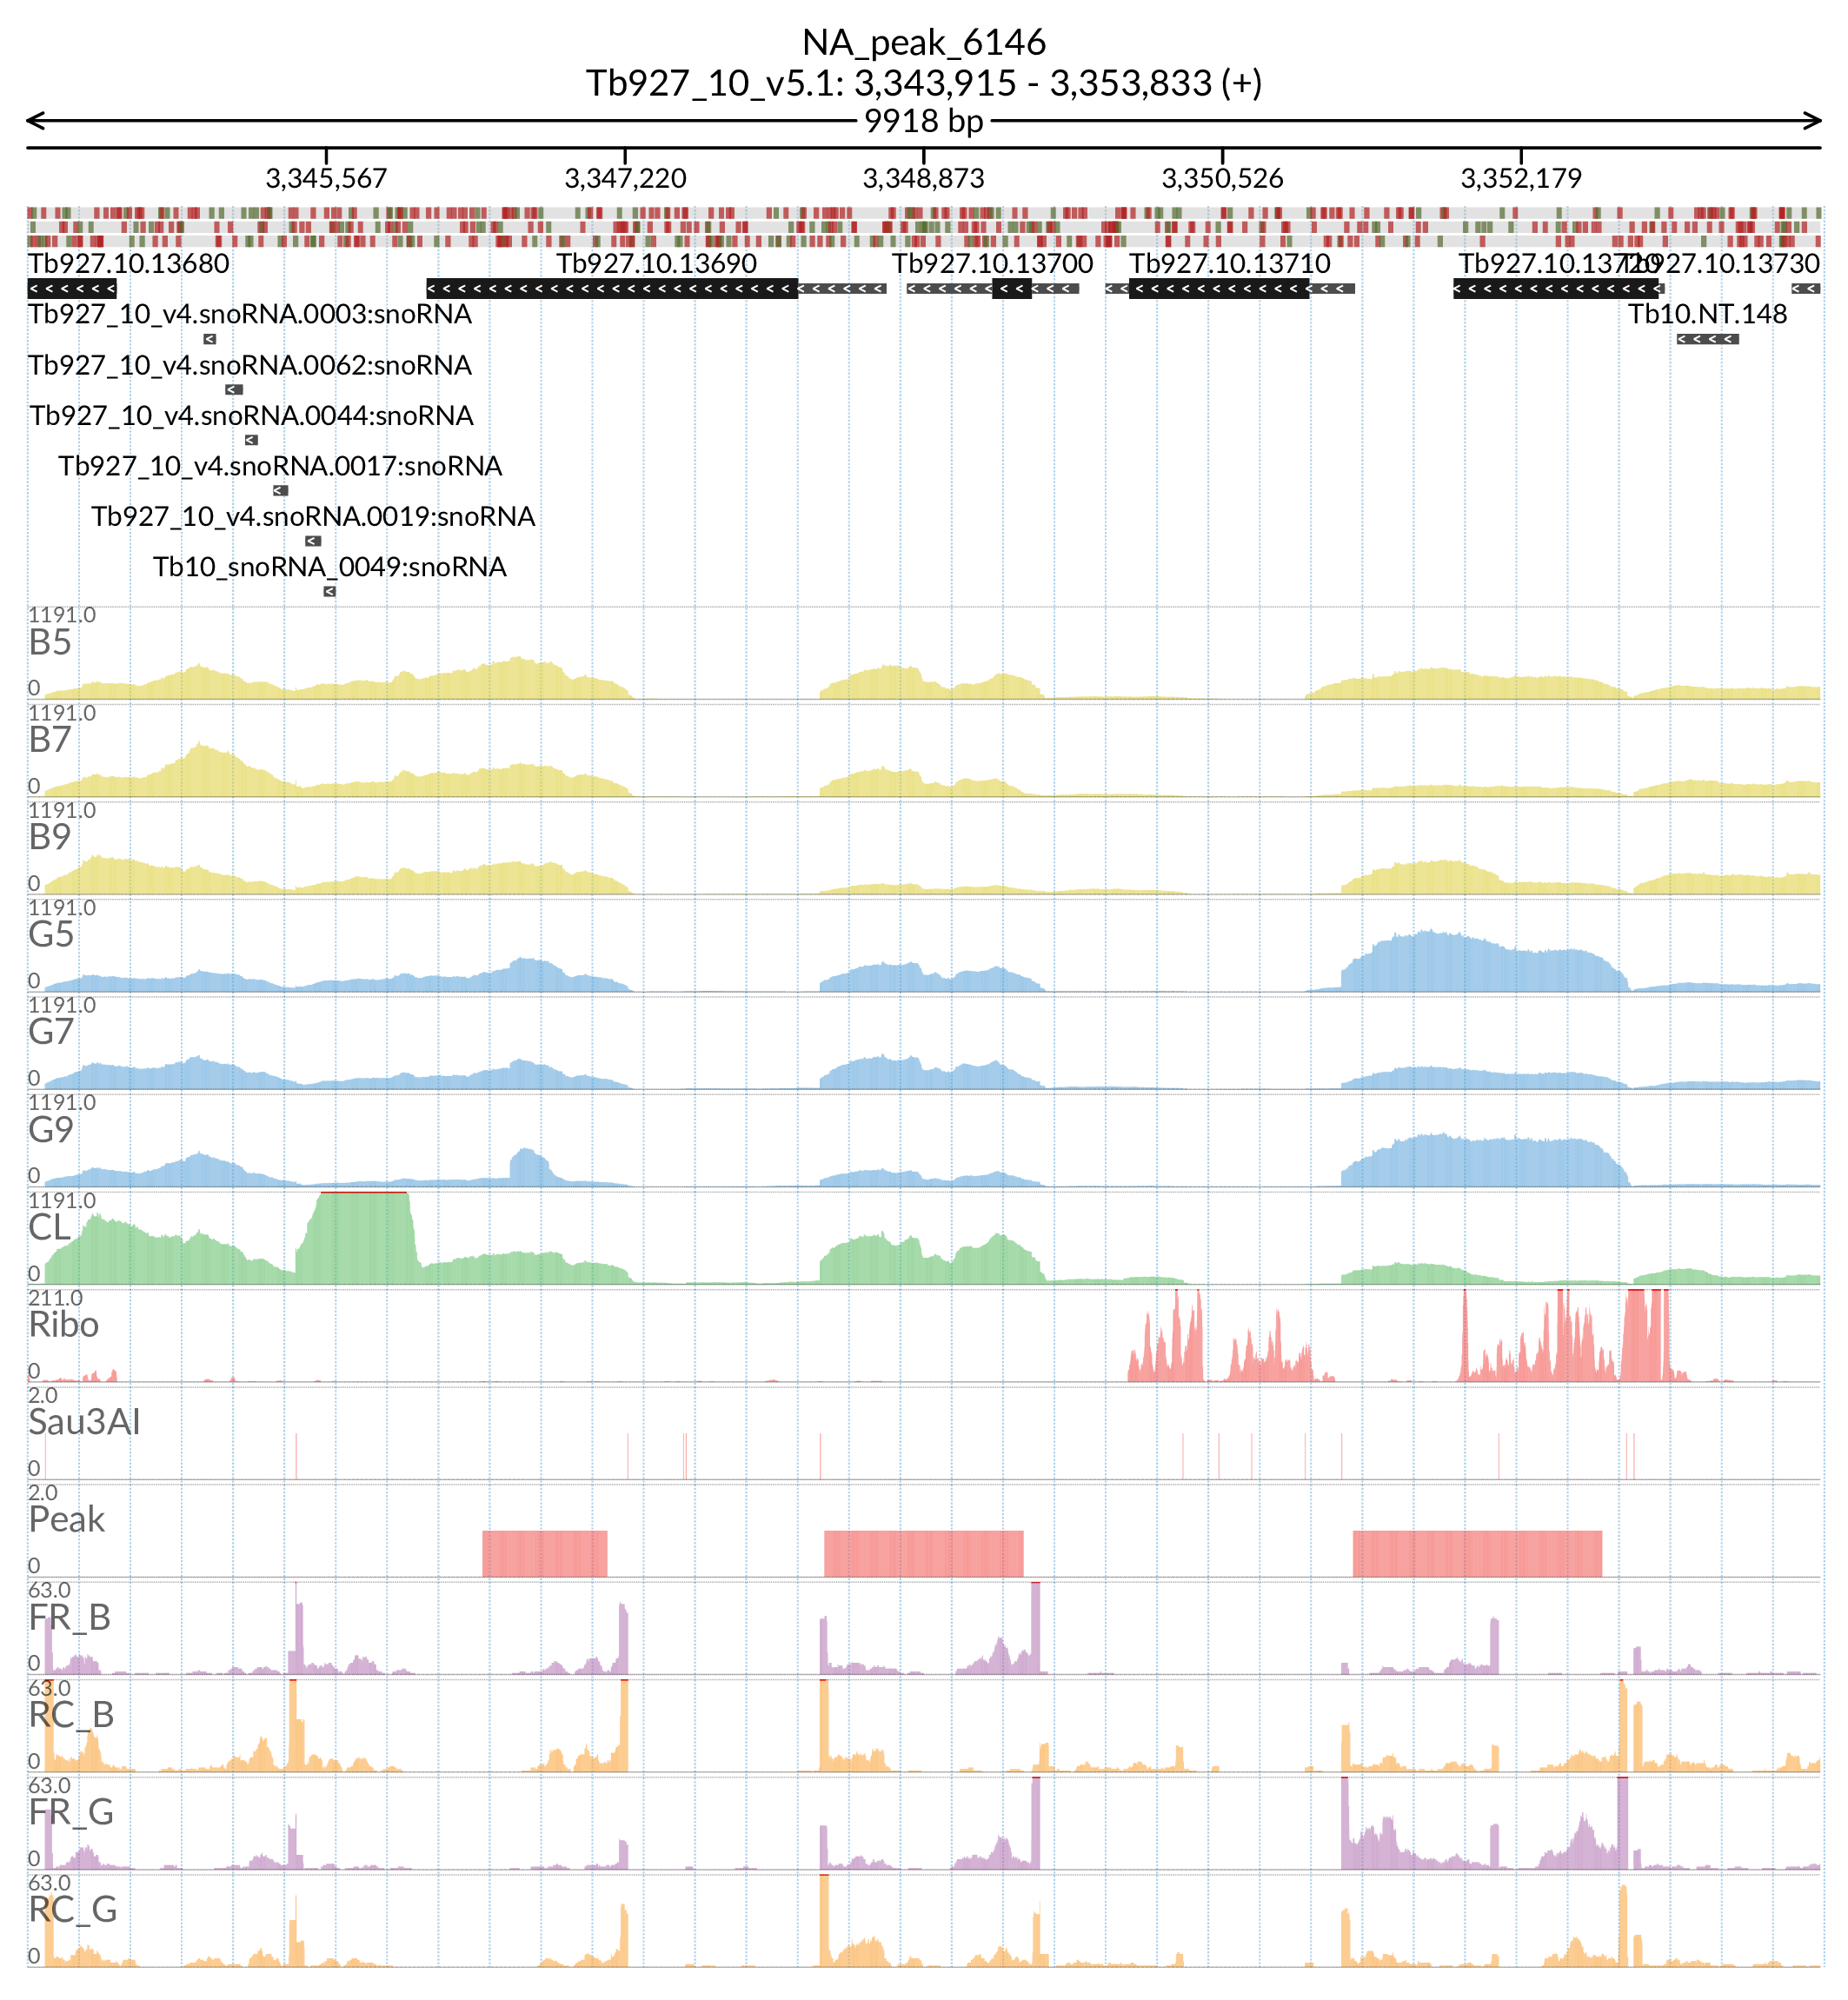 NA_peak_6146
Tb927_10_v5.1: 3,343,915 - 3,353,833 (+)
9918 bp
3,345,567 3,347,220 3,348,873 3,350,526 3,352,179
Tb927.10.13680 Tb927.10.13690 Tb927.10.13700 Tb927.10.13710 Tb927.10.13720 Tb927.10.13730
Tb927_10_v4.snoRNA.0003:snoRNA Tb10.NT.148
Tb927_10_v4.snoRNA.0062:snoRNA
Tb927_10_v4.snoRNA.0044:snoRNA
Tb927_10_v4.snoRNA.0017:snoRNA
Tb927_10_v4.snoRNA.0019:snoRNA
Tb10_snoRNA_0049:snoRNA
1191.0
B5
0
1191.0
B7
0
1191.0
B9
0
1191.0
G5
0
1191.0
G7
0
1191.0
G9
0
1191.0
CL
0
211.0
Ribo
0
2.0
Sau3AI
0
2.0
Peak
0
63.0
FR_B
0
63.0
RC_B
0
63.0
FR_G
0
63.0
RC_G
0